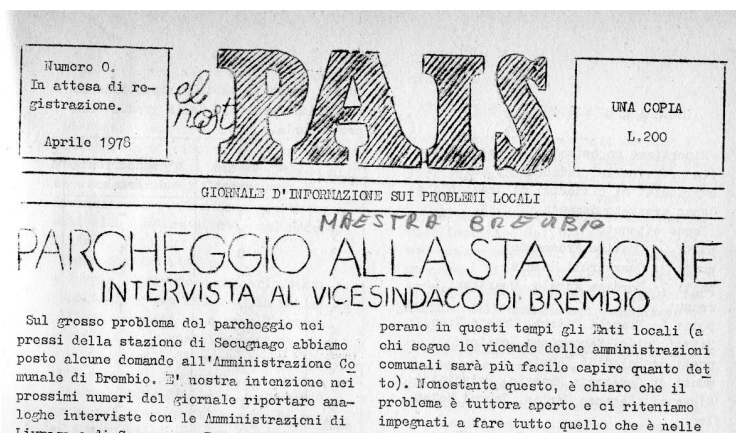 Numero 0.
In attesa di re-
gistrazione.
Aprile 1978
el
nost
PAIS
UNA COPIA
L.200
GIORNALE D'INFORMAZIONE SUI PROBLEMI LOCALI
MAESTRA BREMBIO
PARCHEGGIO ALLA STAZIONE
INTERVISTA AL VICESINDACO DI BREMBIO
Sul grosso problema del parcheggio nei
pressi della stazione di Secugnago abbiamo
posto alcune domande all'Amministrazione Co
munale di Brembio. E' nostra intenzione nei
prossimi numeri del giornale riportare ana-
loghe interviste con le Amministrazioni di
perano in questi tempi gli Enti locali (a
chi segue le vicende delle amministrazioni
comunali sarà più facile capire quanto det
to). Nonostante questo, è chiaro che il
problema è tuttora aperto e ci riteniamo
impegnati a fare tutto quello che è nelle